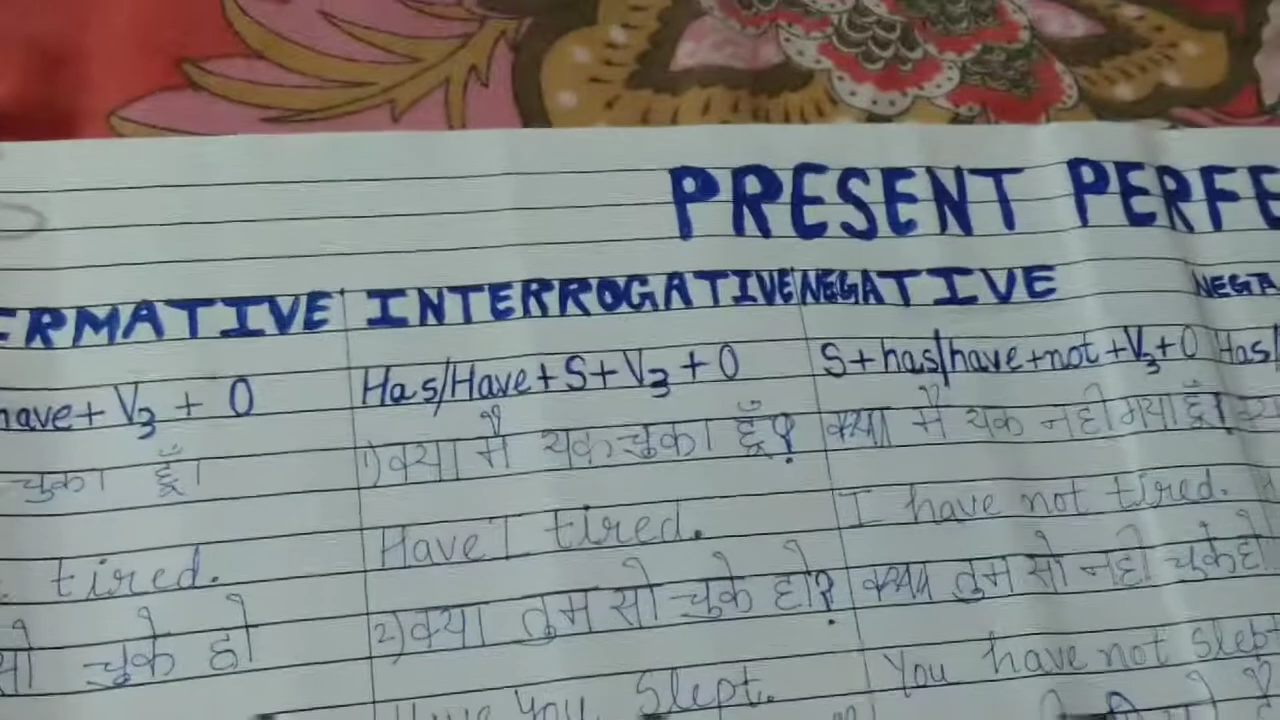 PRESENT PERFE
ERMATIVE INTERROGATIVE NEGATIVE NEGA
have + V3 + O Has/Have + S + V3 + O S + has/have + not + V3 + O Has/
चुका हूँ। 1) क्या मैं थक चुका हूँ? क्या मैं थक नही गया हूँ?
tired. Have I tired. I have not tired.
सो चुके हो 2) क्या तुम सो चुके हो? क्या तुम सो नही चुके हो
You Slept. You have not slept